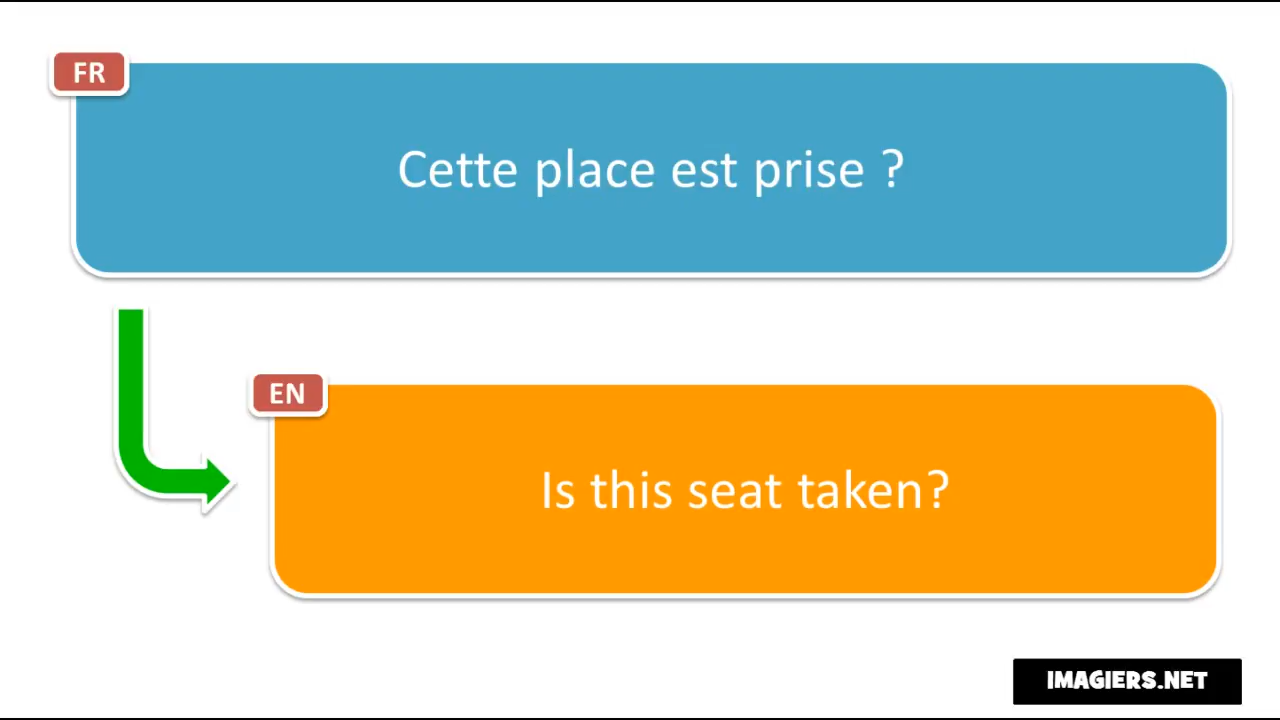 FR
Cette place est prise ?
EN
Is this seat taken?
IMAGIERS.NET